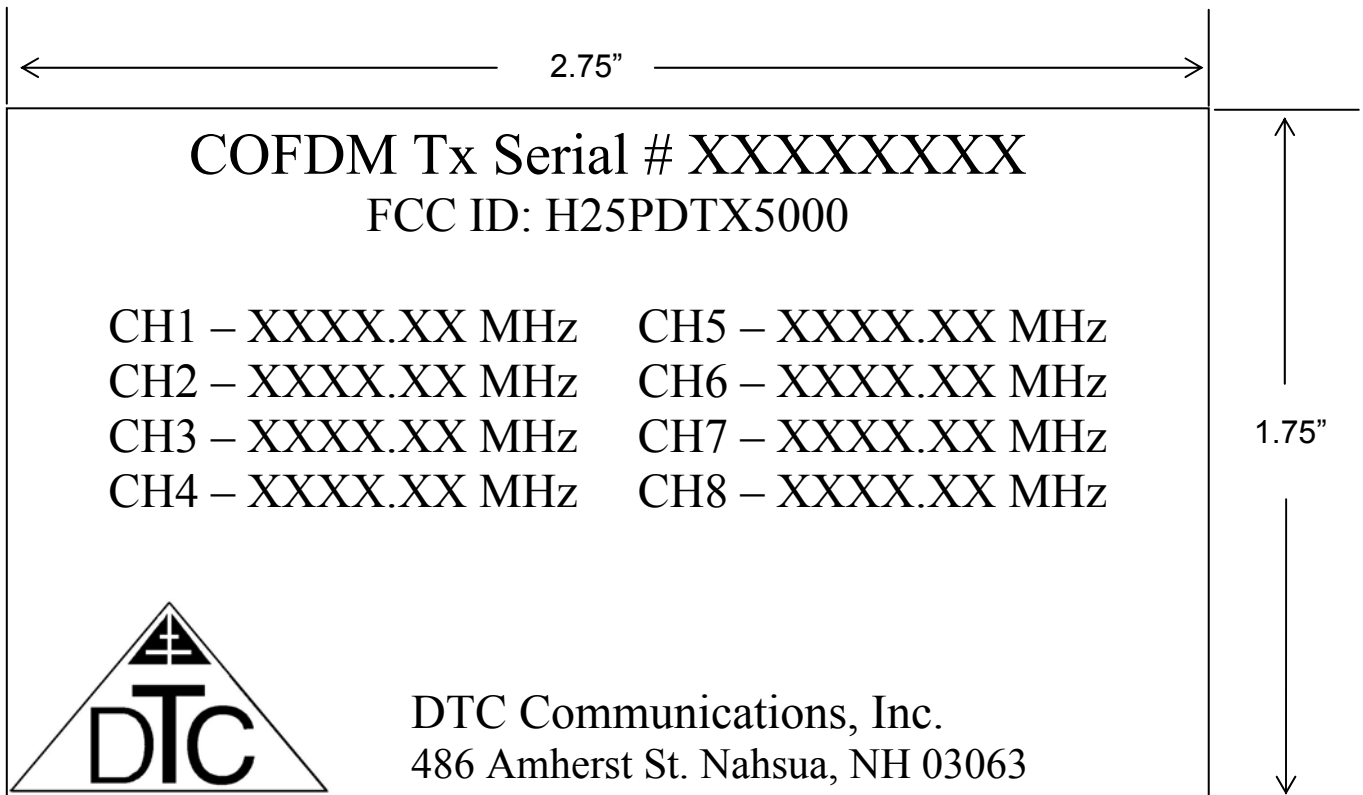 2.75”
COFDM Tx Serial # XXXXXXXX
FCC ID: H25PDTX5000
CH1 – XXXX.XX MHz CH5 – XXXX.XX MHz
CH2 – XXXX.XX MHz CH6 – XXXX.XX MHz
CH3 – XXXX.XX MHz CH7 – XXXX.XX MHz
1.75”
CH4 – XXXX.XX MHz CH8 – XXXX.XX MHz
DTC
DTC Communications, Inc.
486 Amherst St. Nahsua, NH 03063